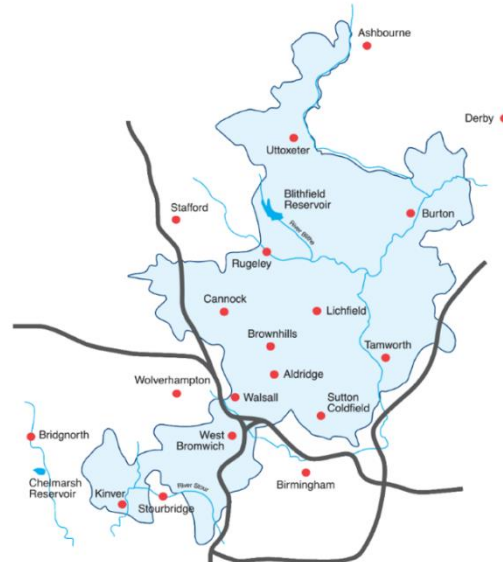 Ashbourne
Derby
Uttoxeter
Blithfield
Reservoir
Stafford
Burton
River Blithe
Rugeley
Cannock
Lichfield
Brownhills
Tamworth
Aldridge
Wolverhampton
Walsall
Sutton
Coldfield
Bridgnorth
West
Bromwich
Chelmarsh
Reservoir
Birmingham
Kinver
River Stour
Stourbridge